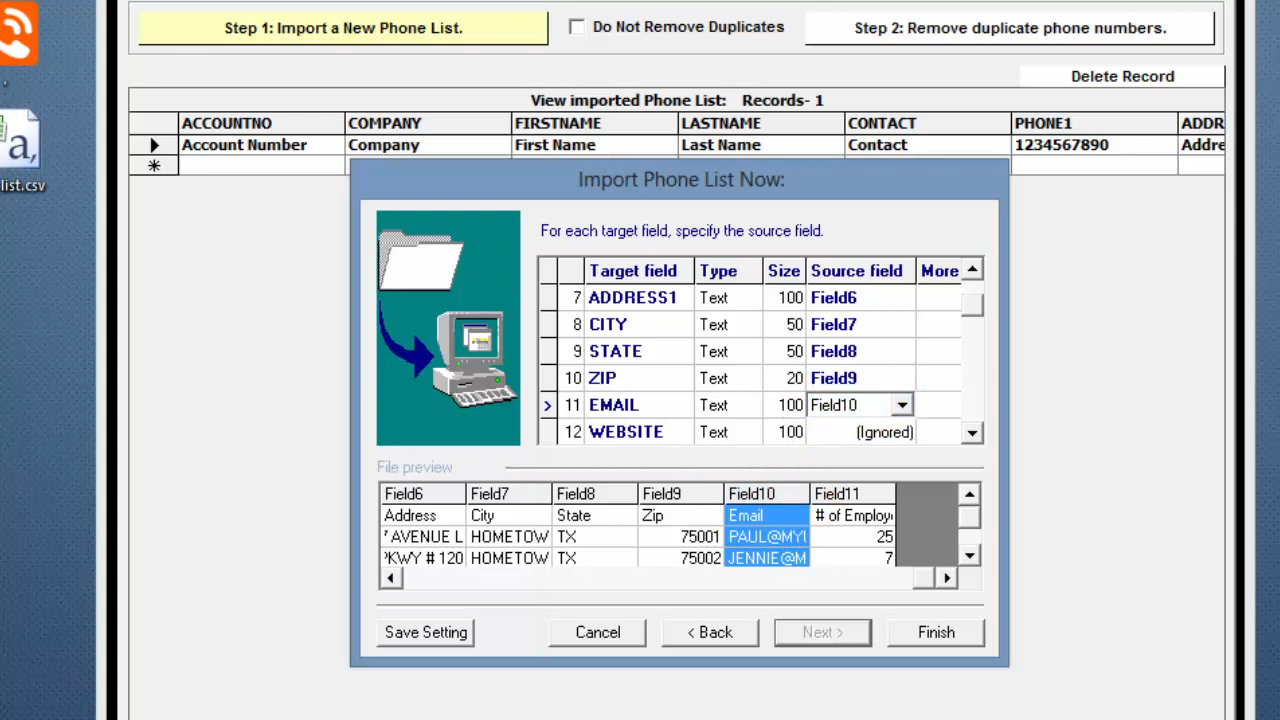 Step 1: Import a New Phone List.
Do Not Remove Duplicates
Step 2: Remove duplicate phone numbers.
Delete Record
View imported Phone List: Records- 1
ACCOUNTNO COMPANY FIRSTNAME LASTNAME CONTACT PHONE1 ADDR
Account Number Company First Name Last Name Contact 1234567890 Addre
a,
list.csv
Import Phone List Now:
For each target field, specify the source field.
Target field Type Size Source field More
7 ADDRESS1 Text 100 Field6
8 CITY Text 50 Field7
9 STATE Text 50 Field8
10 ZIP Text 20 Field9
11 EMAIL Text 100 Field10
12 WEBSITE Text 100 (Ignored)
File preview
Field6 Field7 Field8 Field9 Field10 Field11
Address City State Zip Email # of Employ
AVENUE L HOMETOW TX 75001 PAUL@MY 25
KWY # 120 HOMETOW TX 75002 JENNIE@M 7
Save Setting Cancel < Back Next > Finish